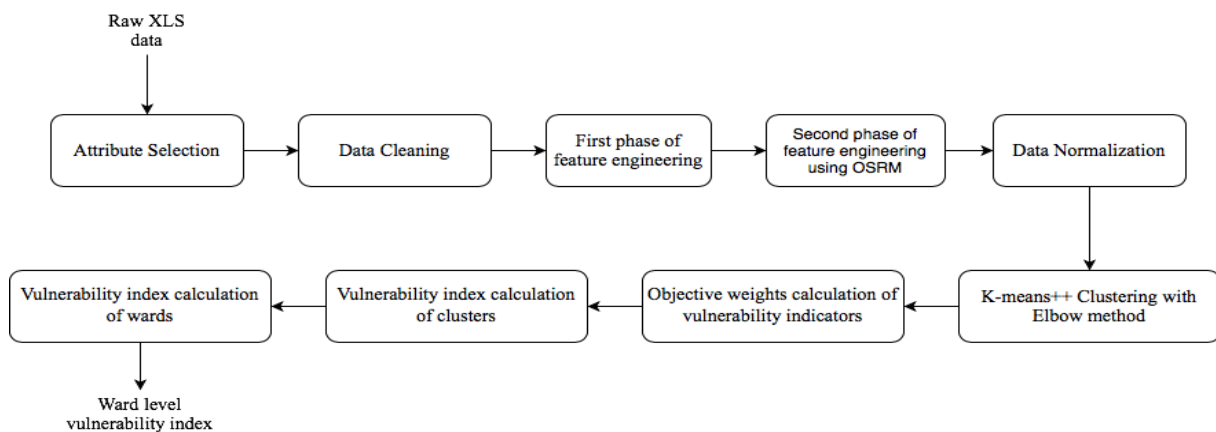 Raw XLS
data
Attribute Selection
Data Cleaning
First phase of
feature engineering
Second phase of
feature engineering
using OSRM
Data Normalization
K-means++ Clustering with
Elbow method
Objective weights calculation of
vulnerability indicators
Vulnerability index calculation
of clusters
Vulnerability index calculation
of wards
Ward level
vulnerability index